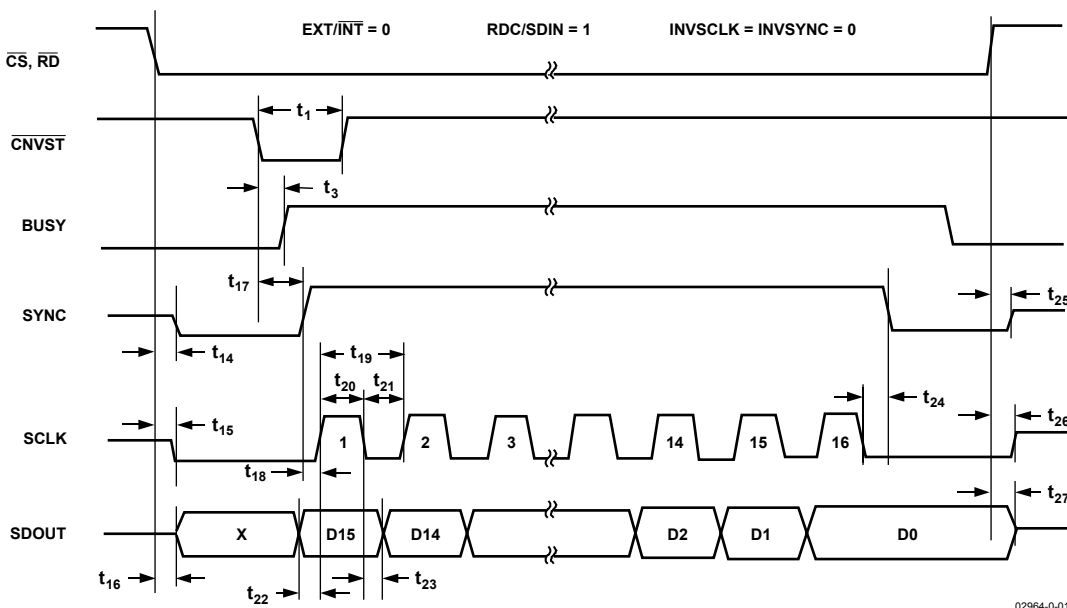 EXT/INT = 0 RDC/SDIN = 1 INVSCLK = INVSYNC = 0
CS, RD
t1
CNVST
t3
BUSY
t17
SYNC
t25
t14
t19
t20 t21
t24
t15
t26
SCLK
1 2 3 14 15 16
t18
t27
SDOUT
X D15 D14 D2 D1 D0
t16
t22
t23
02964-0-01